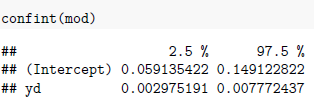 confint(mod)
## 2.5 % 97.5 %
## (Intercept) 0.059135422 0.149122822
## yd 0.002975191 0.007772437